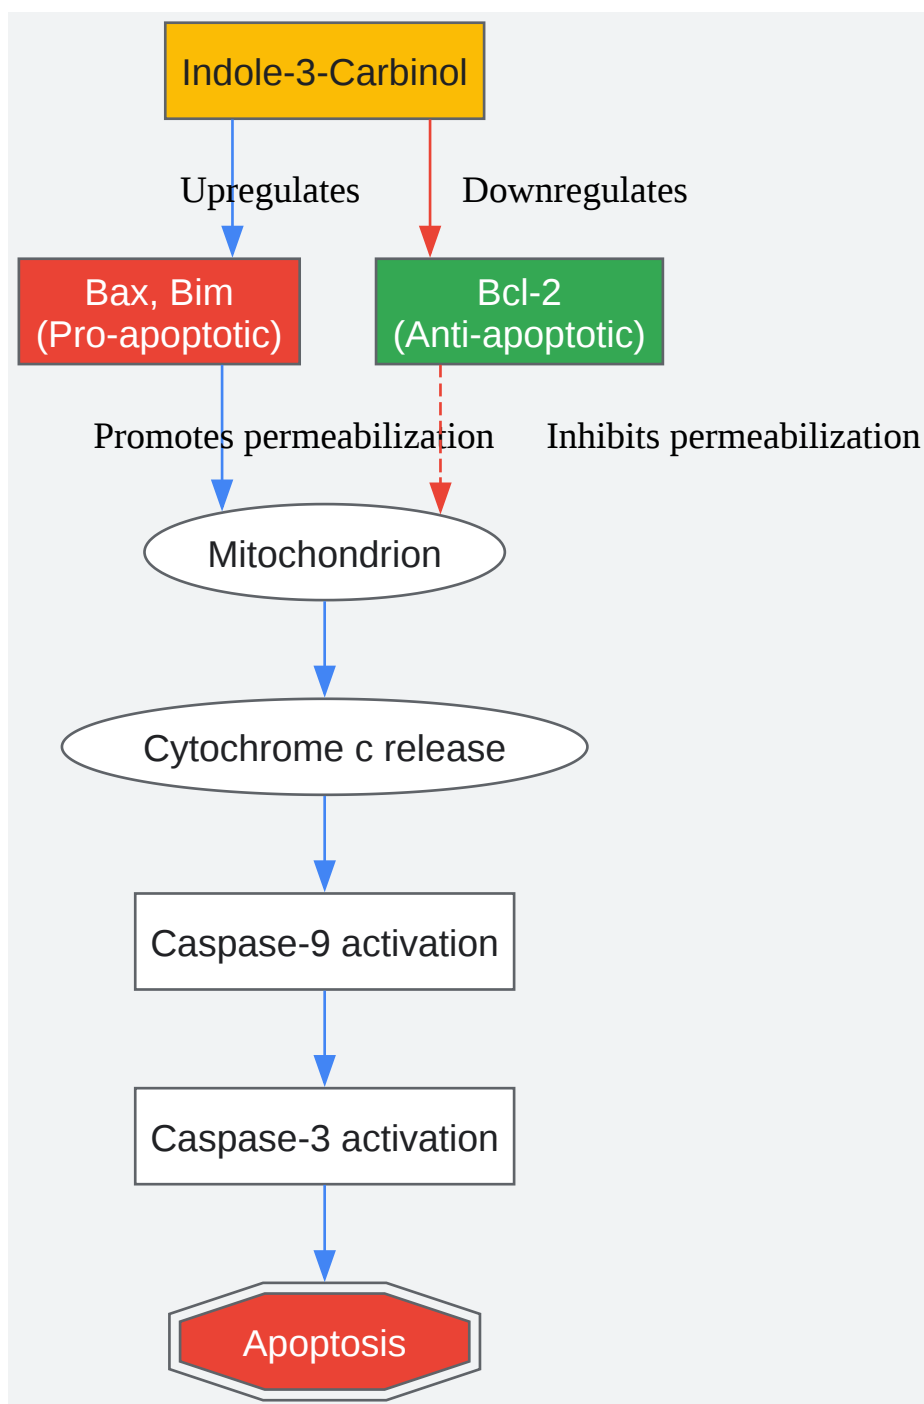 Indole-3-Carbinol
Upregulates
Downregulates
Bax, Bim
(Pro-apoptotic)
Bcl-2
(Anti-apoptotic)
Promotes permeabilization
Inhibits permeabilization
Mitochondrion
Cytochrome c release
Caspase-9 activation
Caspase-3 activation
Apoptosis